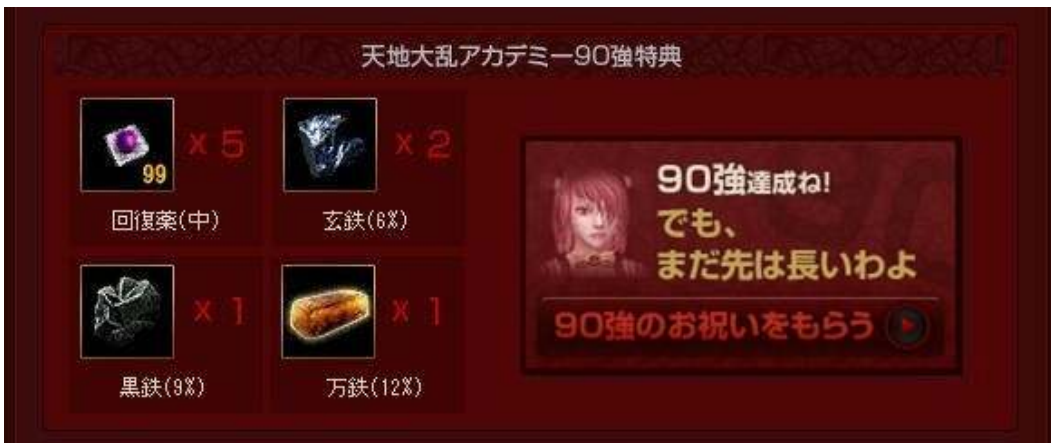 天地大乱アカデミー90強特典
99
x 5
x 2
回復薬(中)
玄鉄(6%)
x 1
x 1
黒鉄(9%)
万鉄(12%)
90強達成ね!
でも、
まだ先は長いわよ
90強のお祝いをもらう